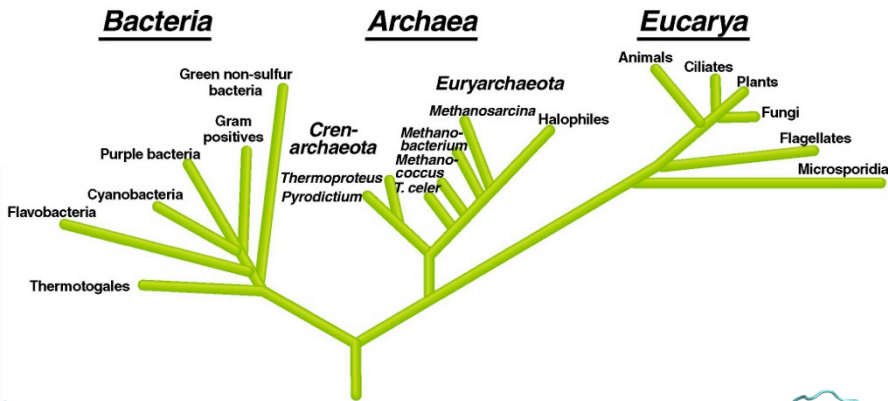 Bacteria
Archaea
Eucarya
Green non-sulfur
bacteria
Gram
positives
Purple bacteria
Cyanobacteria
Flavobacteria
Thermotogales
Cren-
archaeota
Thermoproteus
Pyrodictium
Euryarchaeota
Methanosarcina
Methano-
bacterium
Methano-
coccus
T. celer
Halophiles
Animals
Ciliates
Plants
Fungi
Flagellates
Microsporidia